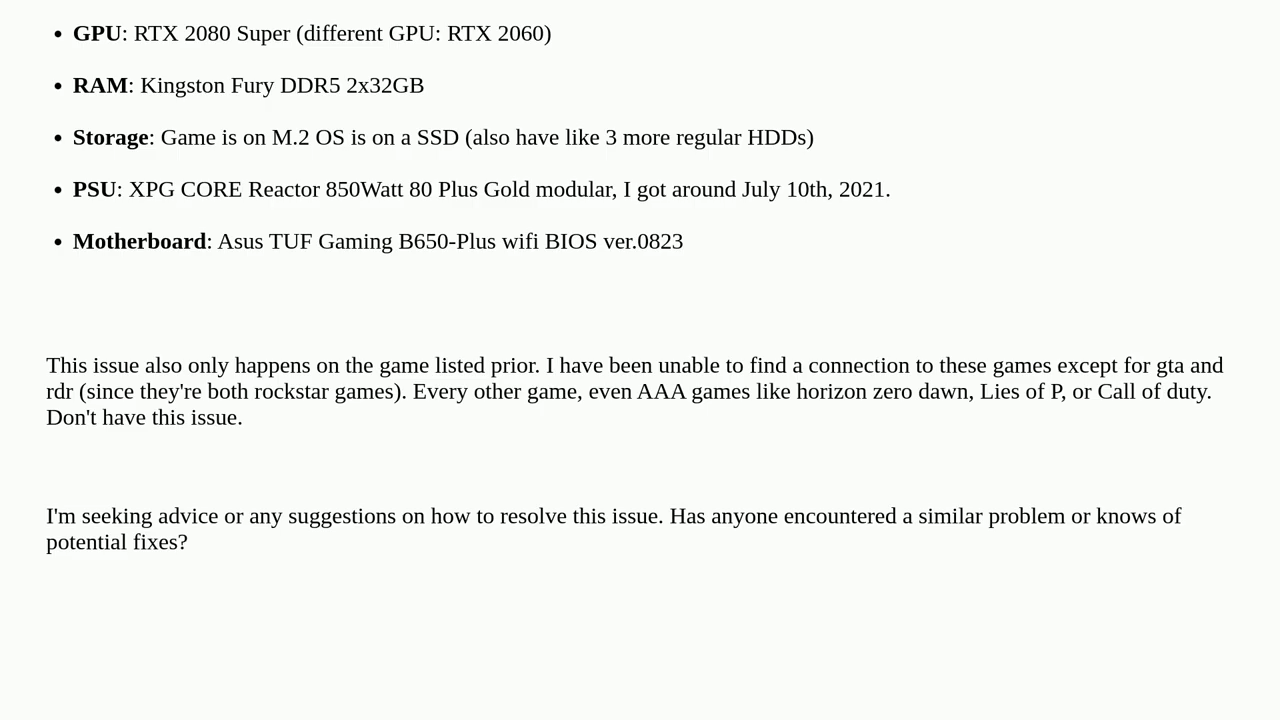 • GPU: RTX 2080 Super (different GPU: RTX 2060)
• RAM: Kingston Fury DDR5 2x32GB
• Storage: Game is on M.2 OS is on a SSD (also have like 3 more regular HDDs)
• PSU: XPG CORE Reactor 850Watt 80 Plus Gold modular, I got around July 10th, 2021.
• Motherboard: Asus TUF Gaming B650-Plus wifi BIOS ver.0823
This issue also only happens on the game listed prior. I have been unable to find a connection to these games except for gta and
rdr (since they're both rockstar games). Every other game, even AAA games like horizon zero dawn, Lies of P, or Call of duty.
Don't have this issue.
I'm seeking advice or any suggestions on how to resolve this issue. Has anyone encountered a similar problem or knows of
potential fixes?